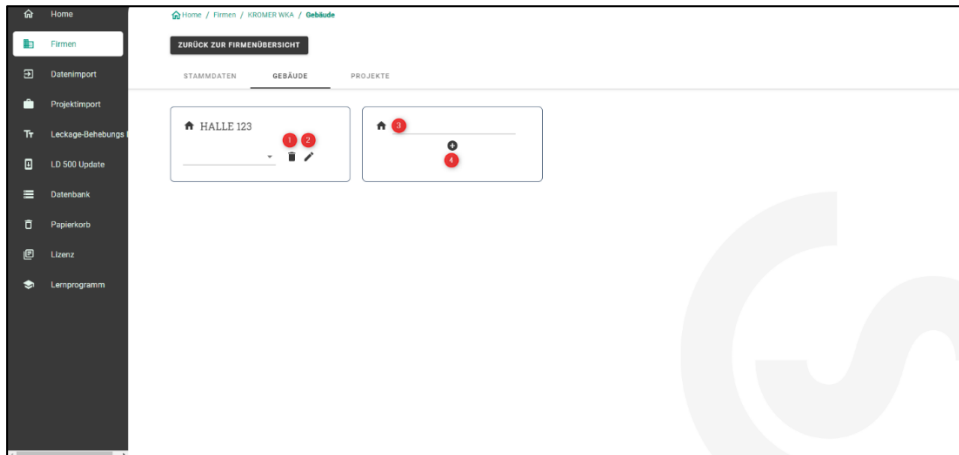 Home
Firmen
Datenimport
Projektimport
Leckage-Behebungs
LD 500 Update
Datenbank
Papierkorb
Lizenz
Lernprogramm
Home / Firmen / KROMER WKA / Gebäude
ZURÜCK ZUR FIRMENÜBERSICHT
STAMMDATEN GEBÄUDE PROJEKTE
HALLE 123
1 2
3
4